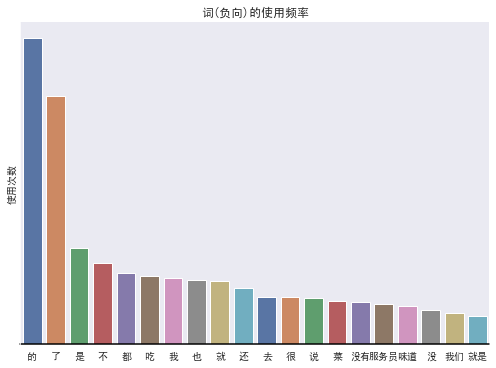 词(负向)的使用频率
使用次数
的 了 是 不 都 吃 我 也 就 还 去 很 说 菜 没有 服务员 味道 没 我们 就是